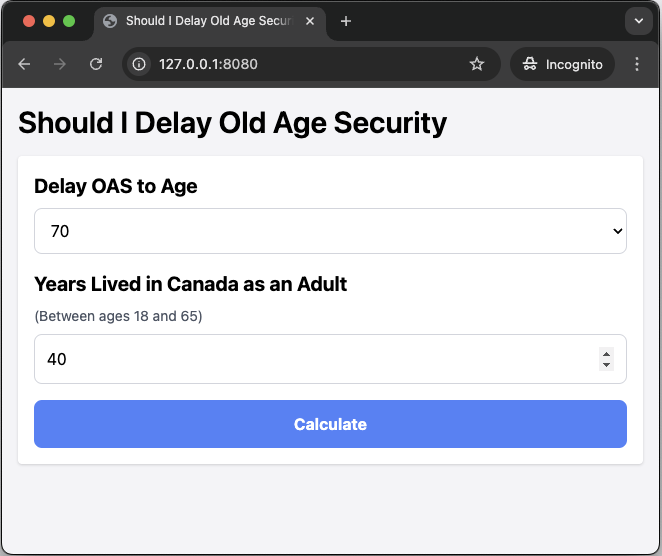 Should I Delay Old Age Secur
127.0.0.1:8080
Incognito
Should I Delay Old Age Security
Delay OAS to Age
70
Years Lived in Canada as an Adult
(Between ages 18 and 65)
40
Calculate